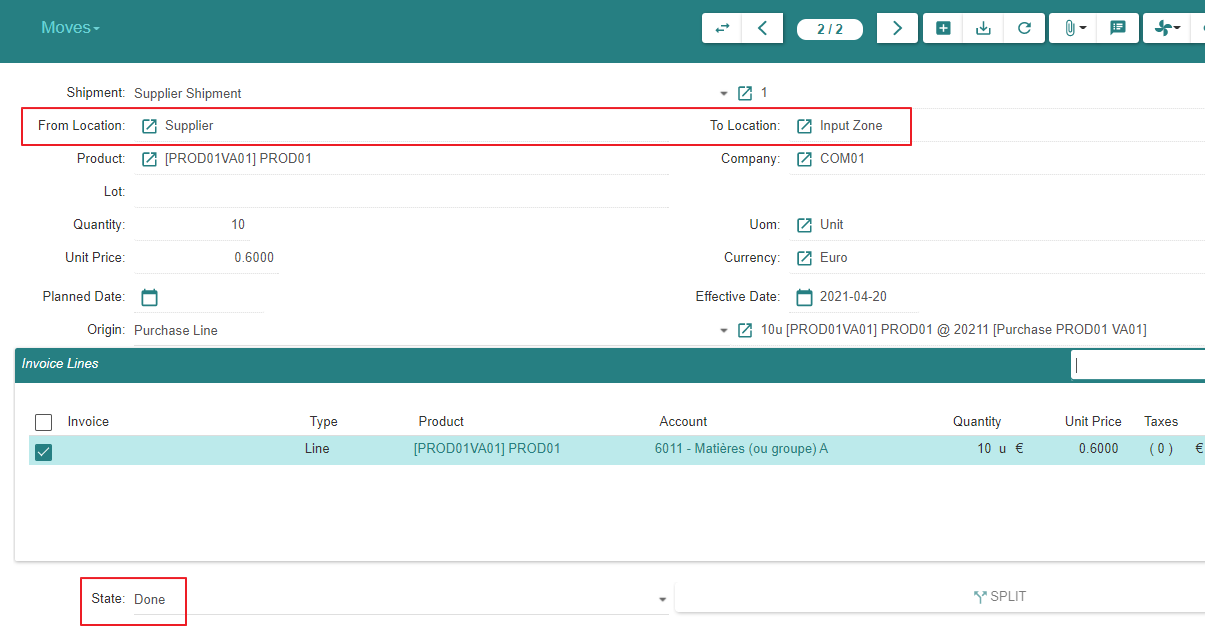 Moves
2 / 2
Shipment: Supplier Shipment 1
From Location: Supplier To Location: Input Zone
Product: [PROD01VA01] PROD01 Company: COM01
Lot:
Quantity: 10 Uom: Unit
Unit Price: 0.6000 Currency: Euro
Planned Date: Effective Date: 2021-04-20
Origin: Purchase Line 10u [PROD01VA01] PROD01 @ 20211 [Purchase PROD01 VA01]
Invoice Lines
Invoice Type Product Account Quantity Unit Price Taxes
Line [PROD01VA01] PROD01 6011 - Matières (ou groupe) A 10 u € 0.6000 ( 0 ) €
State: Done SPLIT